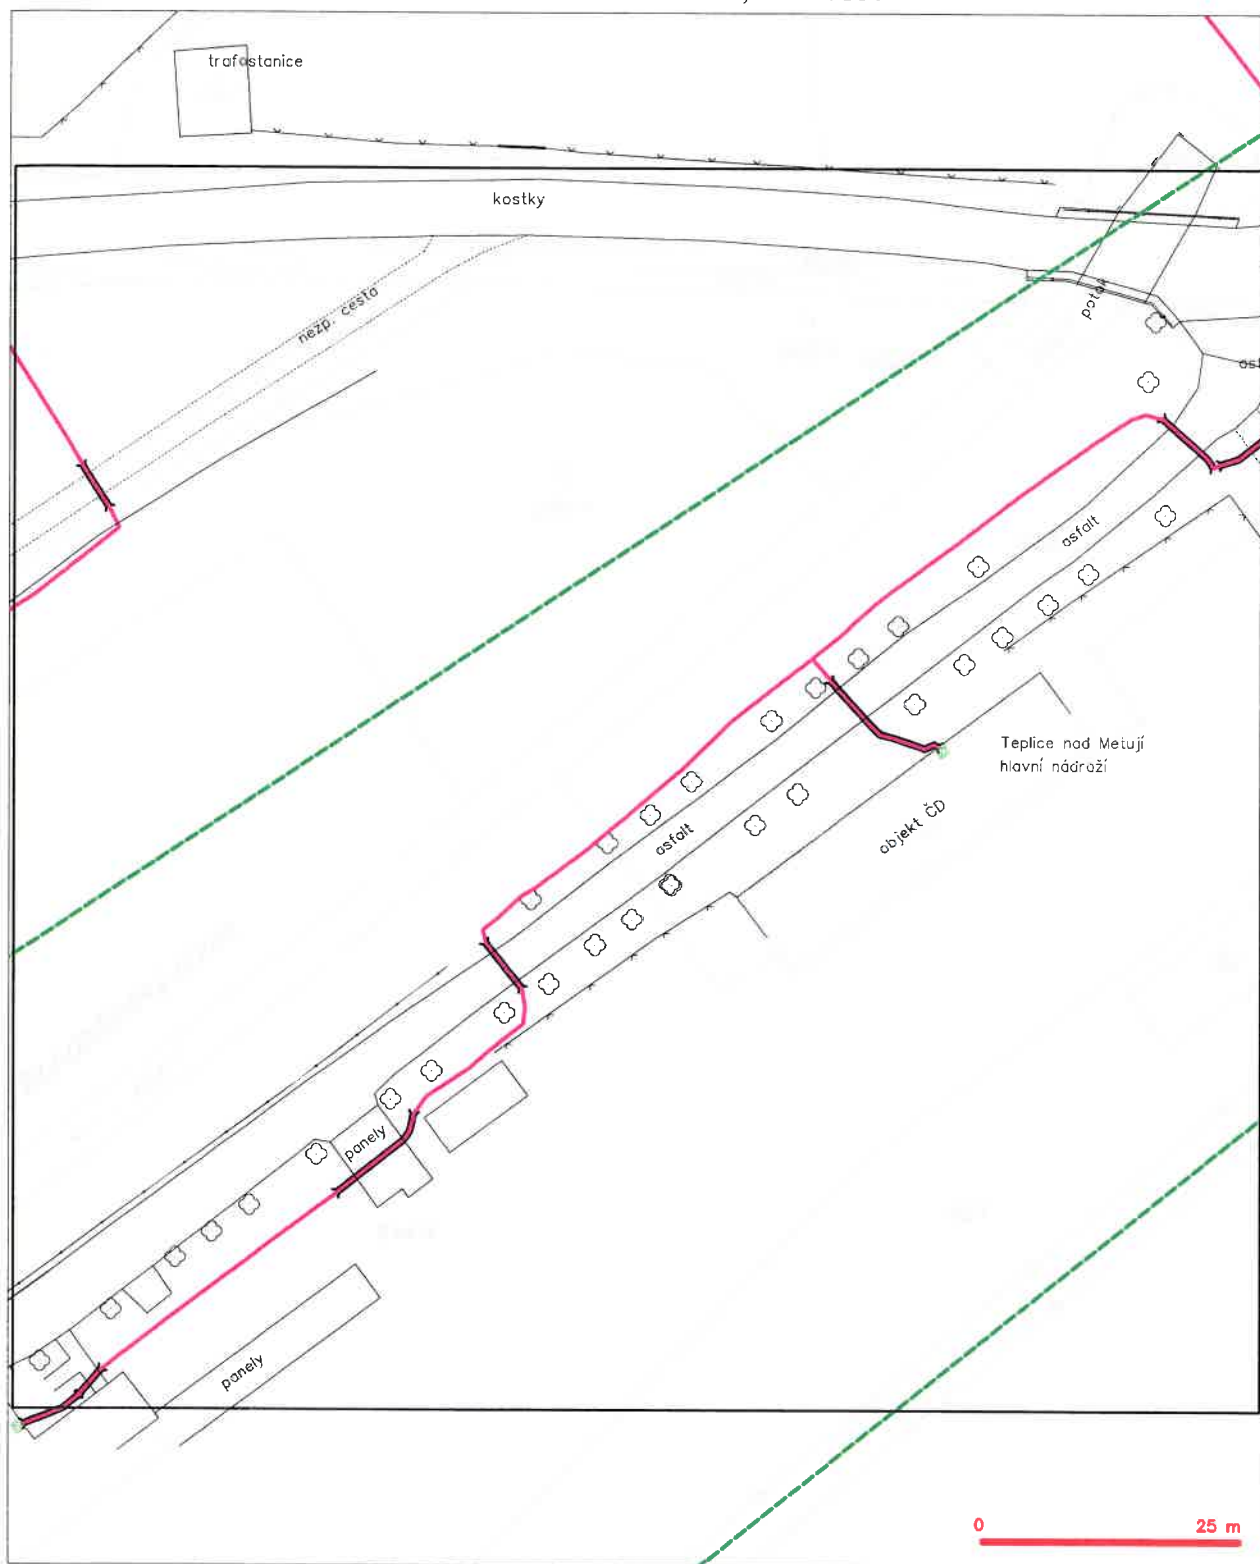 trafostanice
kostky
nezp. cesta
potok
asfalt
Teplice nad Metují
hlavní nádraží
asfalt
objekt ČD
panely
panely
0 25 m